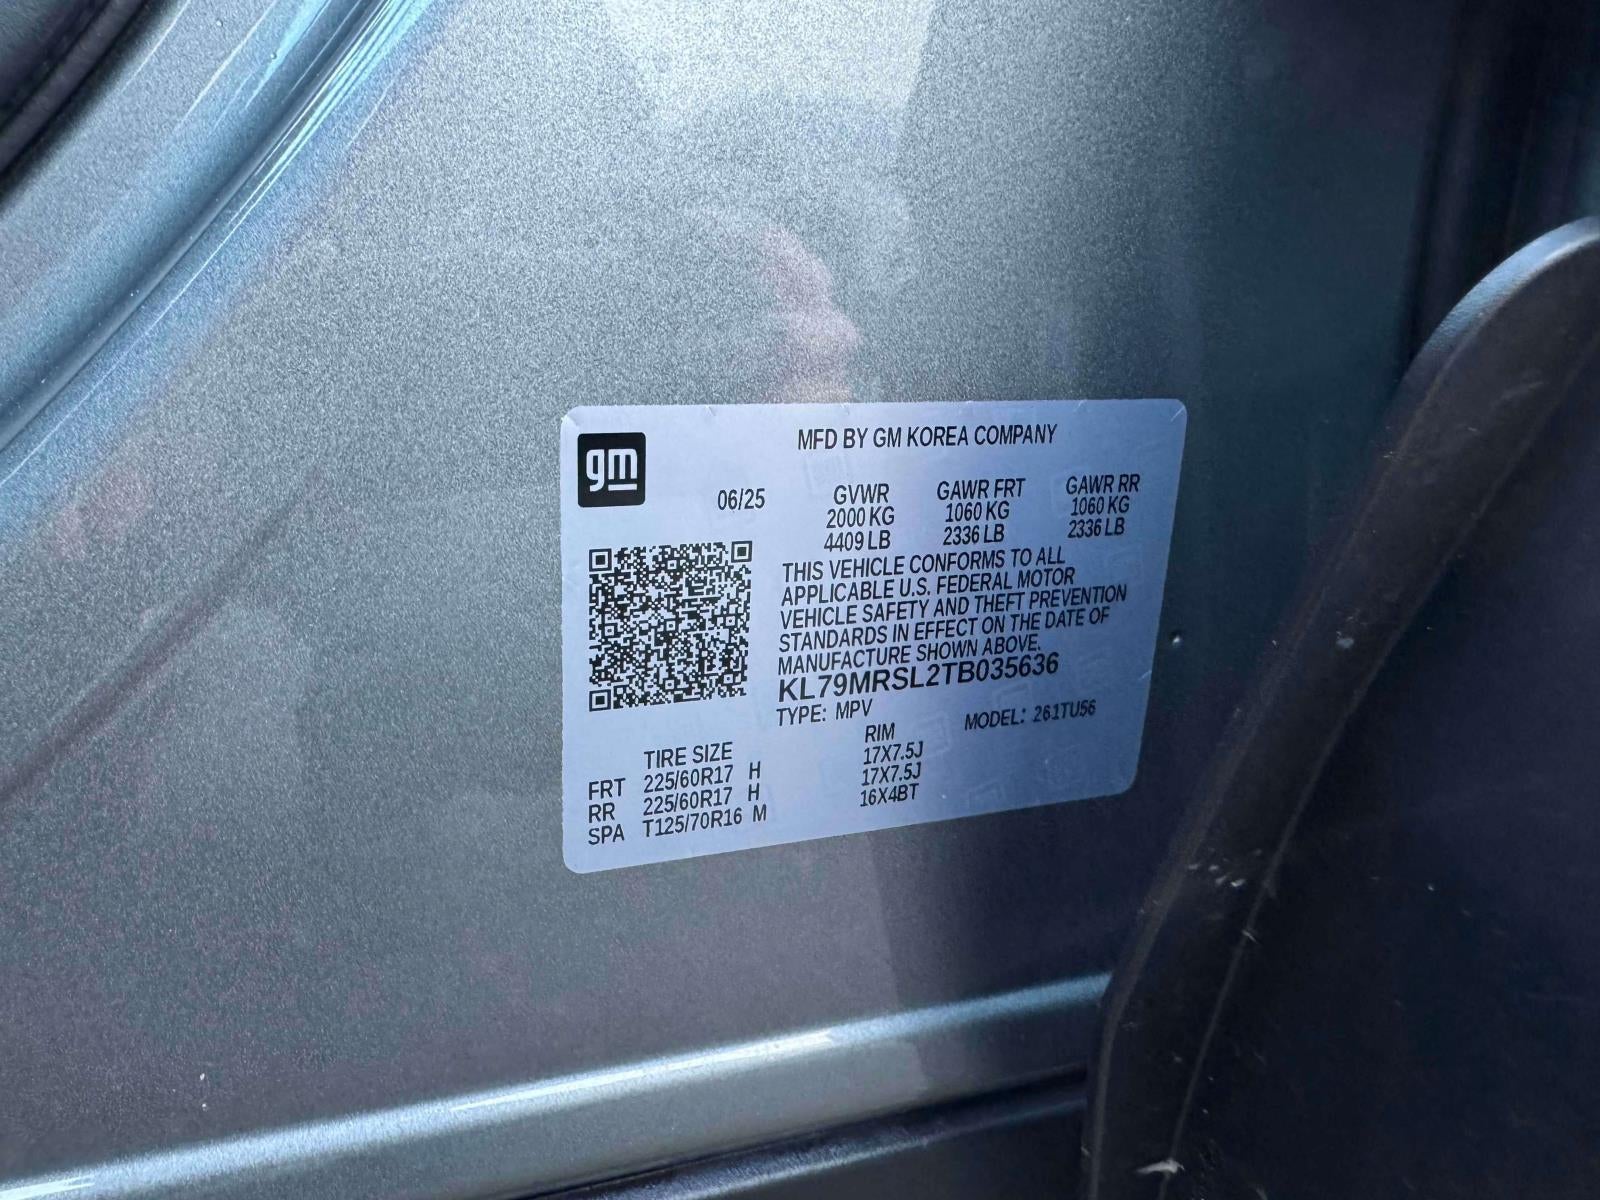 gm
MFD BY GM KOREA COMPANY
06/25
GVWR GAWR FRT GAWR RR
2000 KG 1060 KG 1060 KG
4409 LB 2336 LB 2336 LB
THIS VEHICLE CONFORMS TO ALL
APPLICABLE U.S. FEDERAL MOTOR
VEHICLE SAFETY AND THEFT PREVENTION
STANDARDS IN EFFECT ON THE DATE OF
MANUFACTURE SHOWN ABOVE.
KL79MRSL2TB035636
TYPE: MPV MODEL: 261TU56
TIRE SIZE RIM
FRT 225/60R17 H 17X7.5J
RR 225/60R17 H 17X7.5J
SPA T125/70R16 M 16X4BT